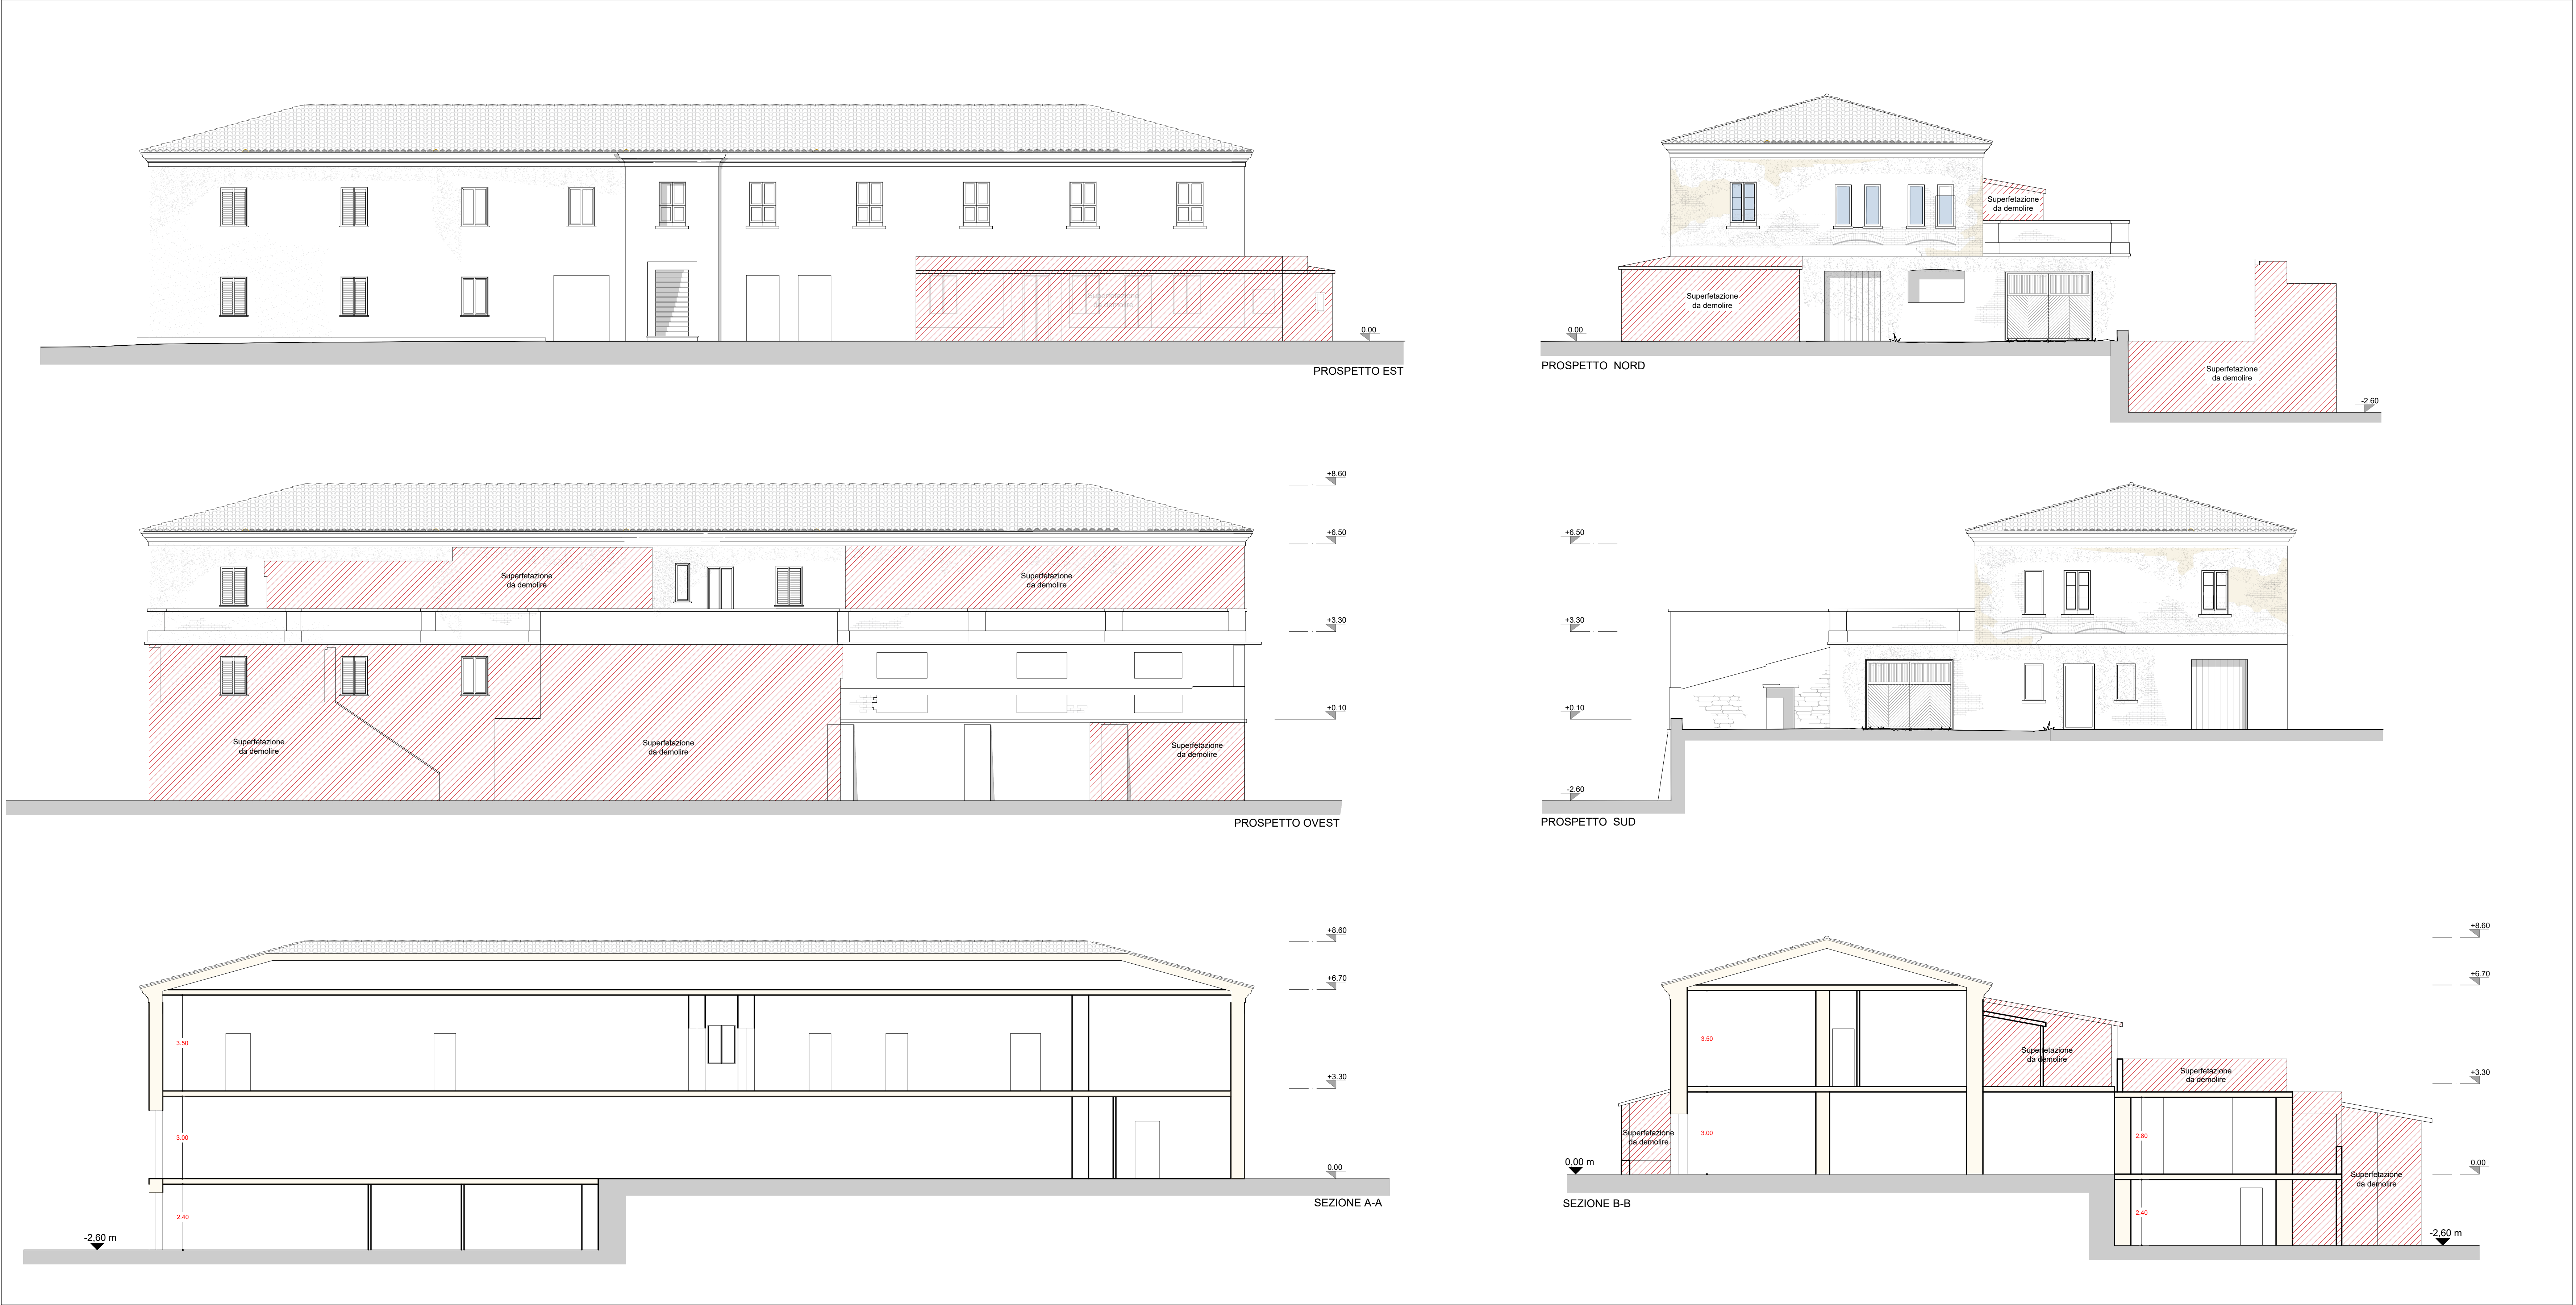 Superfetazione
da demolire
0.00
PROSPETTO EST
Superfetazione
da demolire
Superfetazione
da demolire
0.00
PROSPETTO NORD
Superfetazione
da demolire
-2.60
+8.60
+6.50
Superfetazione
da demolire
Superfetazione
da demolire
+3.30
+0.10
Superfetazione
da demolire
Superfetazione
da demolire
Superfetazione
da demolire
PROSPETTO OVEST
+6.50
+3.30
+0.10
-2.60
PROSPETTO SUD
+8.60
+6.70
3.50
+3.30
3.00
0.00
SEZIONE A-A
2.40
-2,60 m
+8.60
+6.70
3.50
Superfetazione
da demolire
Superfetazione
da demolire
+3.30
Superfetazione
da demolire
3.00
2.80
0,00 m
0.00
Superfetazione
da demolire
SEZIONE B-B
2.40
-2,60 m